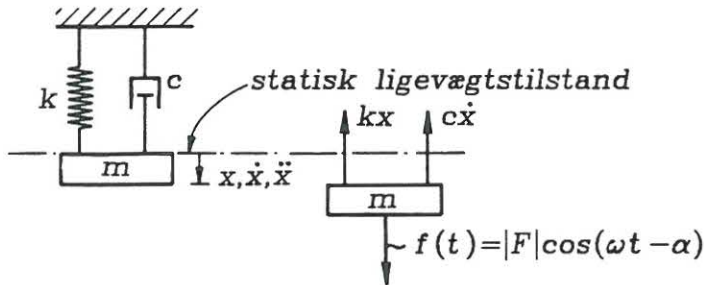 k
c
statisk ligevægtstilstand
kx
cẋ
m
x,ẋ,ẍ
m
f(t)=|F|cos(ωt-α)